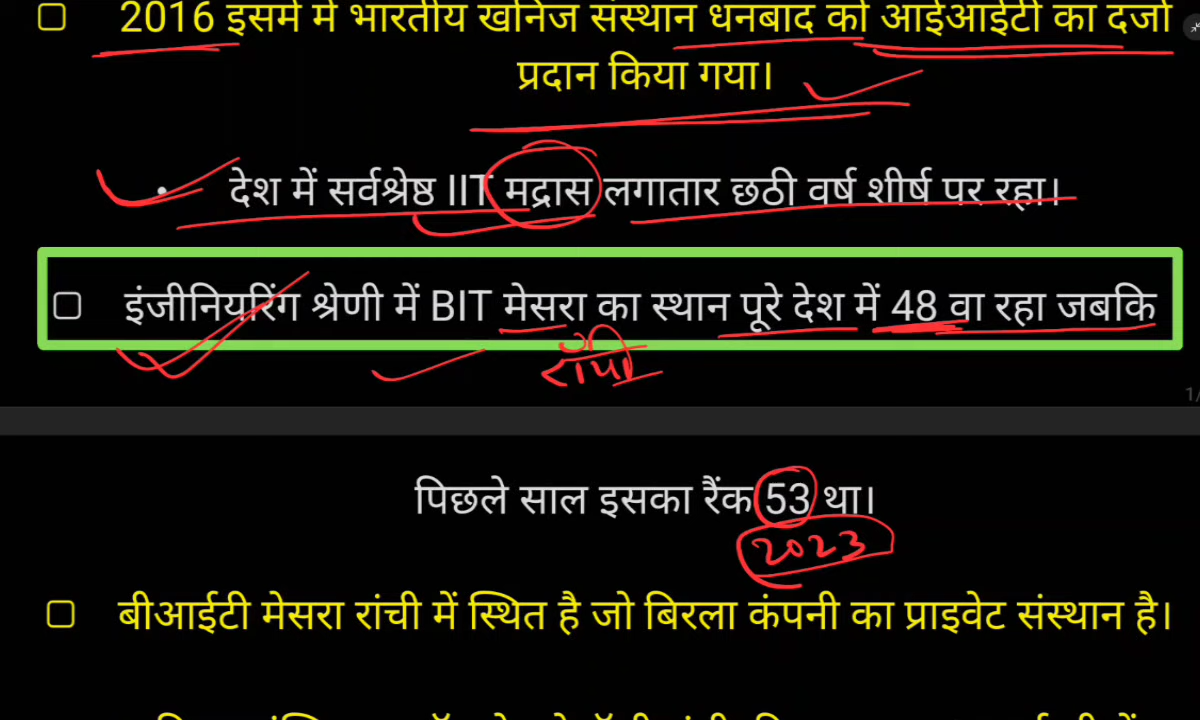 2016 इसमें में भारतीय खनिज संस्थान धनबाद को आईआईटी का दर्जा
प्रदान किया गया।
देश में सर्वश्रेष्ठ IIT मद्रास लगातार छठी वर्ष शीर्ष पर रहा।
इंजीनियरिंग श्रेणी में BIT मेसरा का स्थान पूरे देश में 48 वा रहा जबकि
राँची
पिछले साल इसका रैंक 53 था।
2023
बीआईटी मेसरा रांची में स्थित है जो बिरला कंपनी का प्राइवेट संस्थान है।